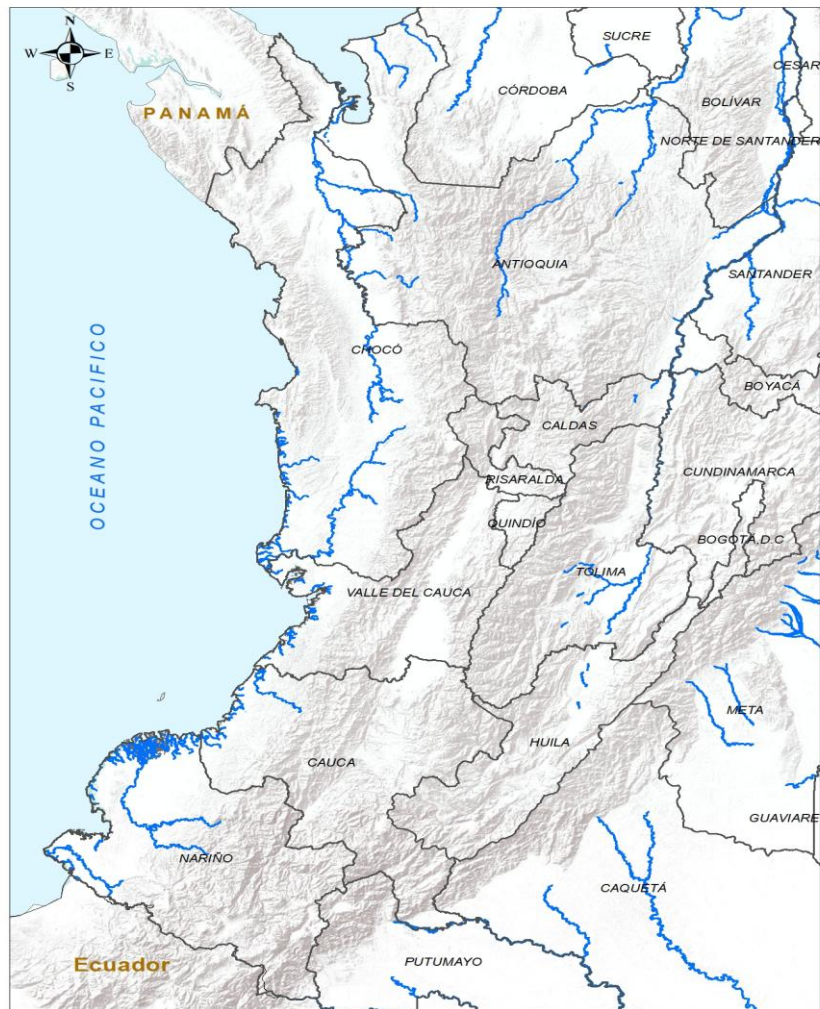 N
W E
S
SUCRE
CESAR
CÓRDOBA
BOLÍVAR
PANAMÁ
NORTE DE SANTANDER
ANTIOQUIA
SANTANDER
OCEANO PACIFICO
CHOCÓ
BOYACÁ
CALDAS
CUNDINAMARCA
RISARALDA
QUINDÍO
BOGOTÁ D.C
TOLIMA
VALLE DEL CAUCA
META
HUILA
CAUCA
GUAVIARE
NARIÑO
CAQUETÁ
Ecuador
PUTUMAYO